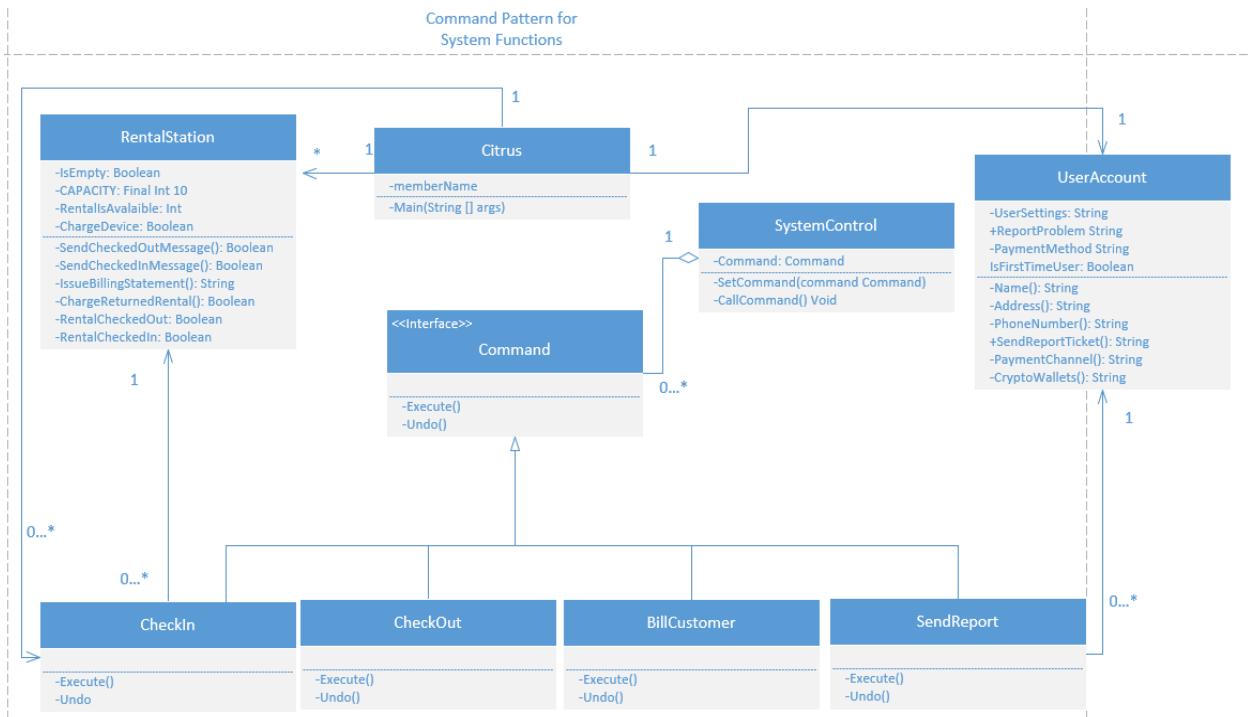 Command Pattern for
System Functions
1
RentalStation
-IsEmpty: Boolean
-CAPACITY: Final Int 10
-RentalIsAvalaible: Int
-ChargeDevice: Boolean
-SendCheckedOutMessage(): Boolean
-SendCheckedInMessage(): Boolean
-IssueBillingStatement(): String
-ChargeReturnedRental(): Boolean
-RentalCheckedOut: Boolean
-RentalCheckedIn: Boolean
*
1
Citrus
-memberName
-Main(String [] args)
1
1
UserAccount
-UserSettings: String
+ReportProblem String
-PaymentMethod String
IsFirstTimeUser: Boolean
-Name(): String
-Address(): String
-PhoneNumber(): String
+SendReportTicket(): String
-PaymentChannel(): String
-CryptoWallets(): String
SystemControl
-Command: Command
-SetCommand(command Command)
-CallCommand() Void
1
<<Interface>>
Command
-Execute()
-Undo()
0...*
1
1
0...*
0...*
0...*
CheckIn
-Execute()
-Undo
CheckOut
-Execute()
-Undo()
BillCustomer
-Execute()
-Undo()
SendReport
-Execute()
-Undo()